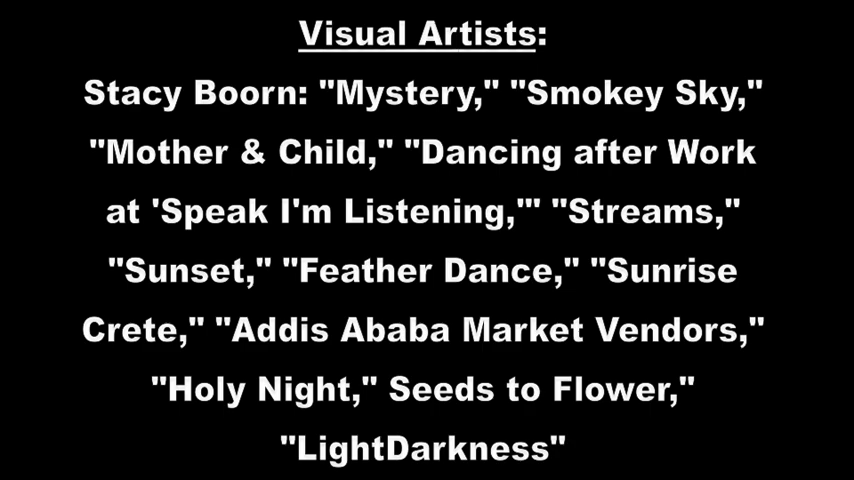 Visual Artists:
Stacy Boorn: "Mystery," "Smokey Sky,"
"Mother & Child," "Dancing after Work
at 'Speak I'm Listening,'" "Streams,"
"Sunset," "Feather Dance," "Sunrise
Crete," "Addis Ababa Market Vendors,"
"Holy Night," Seeds to Flower,"
"LightDarkness"